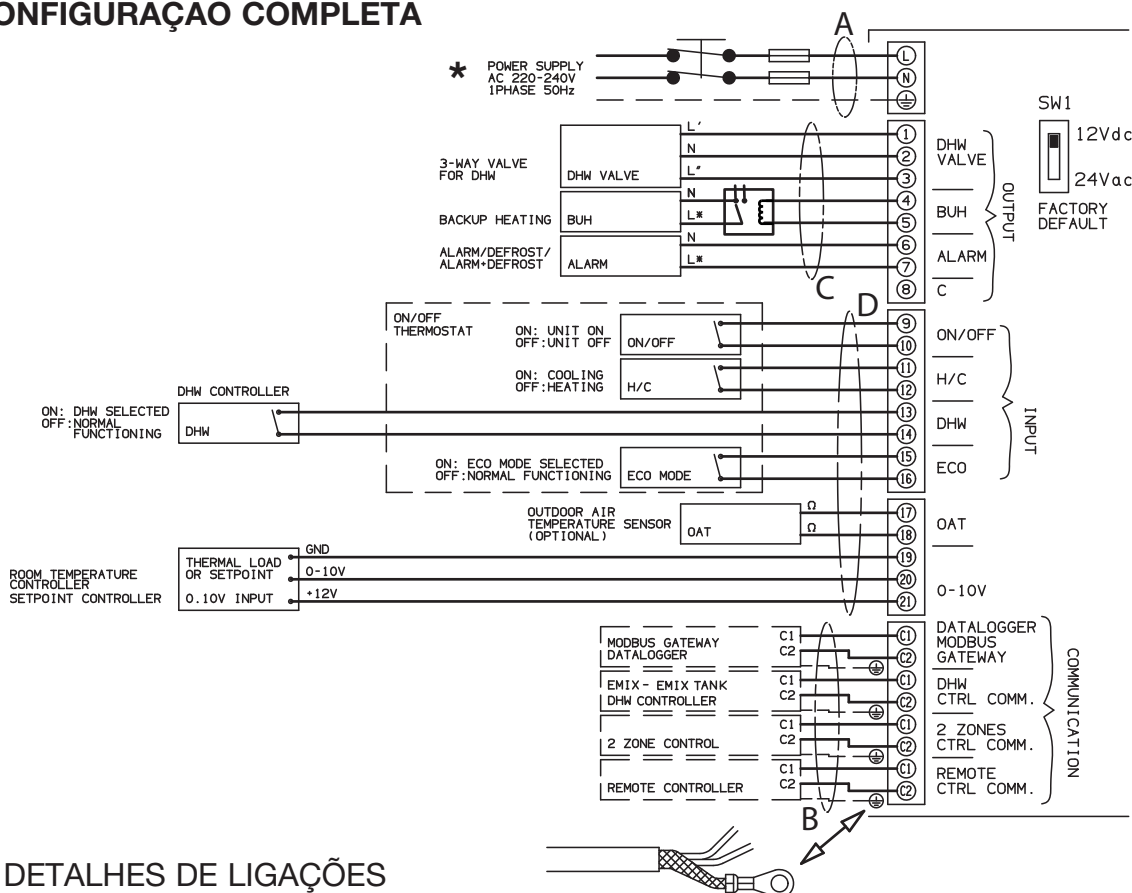 ONFIGURAÇÃO COMPLETA
A
* POWER SUPPLY
AC 220-240V
1PHASE 50Hz
L
N
SW1
12Vdc
24Vac
FACTORY
DEFAULT
3-WAY VALVE
FOR DHW
DHW VALVE
L'
N
L"
1
2
3
DHW
VALVE
BACKUP HEATING
BUH
N
L*
4
5
BUH
ALARM/DEFROST/
ALARM+DEFROST
ALARM
N
L*
6
7
ALARM
8
C
OUTPUT
C
D
ON/OFF
THERMOSTAT
ON: UNIT ON
OFF:UNIT OFF
ON/OFF
9
10
ON/OFF
ON: COOLING
OFF:HEATING
H/C
11
12
H/C
DHW CONTROLLER
ON: DHW SELECTED
OFF:NORMAL
FUNCTIONING
DHW
13
14
DHW
ON: ECO MODE SELECTED
OFF:NORMAL FUNCTIONING
ECO MODE
15
16
ECO
INPUT
OUTDOOR AIR
TEMPERATURE SENSOR
(OPTIONAL)
OAT
Ω
Ω
17
18
OAT
ROOM TEMPERATURE
CONTROLLER
SETPOINT CONTROLLER
THERMAL LOAD
OR SETPOINT
0.10V INPUT
GND
0-10V
+12V
19
20
21
0-10V
MODBUS GATEWAY
DATALOGGER
C1
C2
C1
C2
DATALOGGER
MODBUS
GATEWAY
EMIX- EMIX TANK
DHW CONTROLLER
C1
C2
C1
C2
DHW
CTRL COMM.
2 ZONE CONTROL
C1
C2
C1
C2
2 ZONES
CTRL COMM.
REMOTE CONTROLLER
C1
C2
C1
C2
REMOTE
CTRL COMM.
COMMUNICATION
B
DETALHES DE LIGAÇÕES